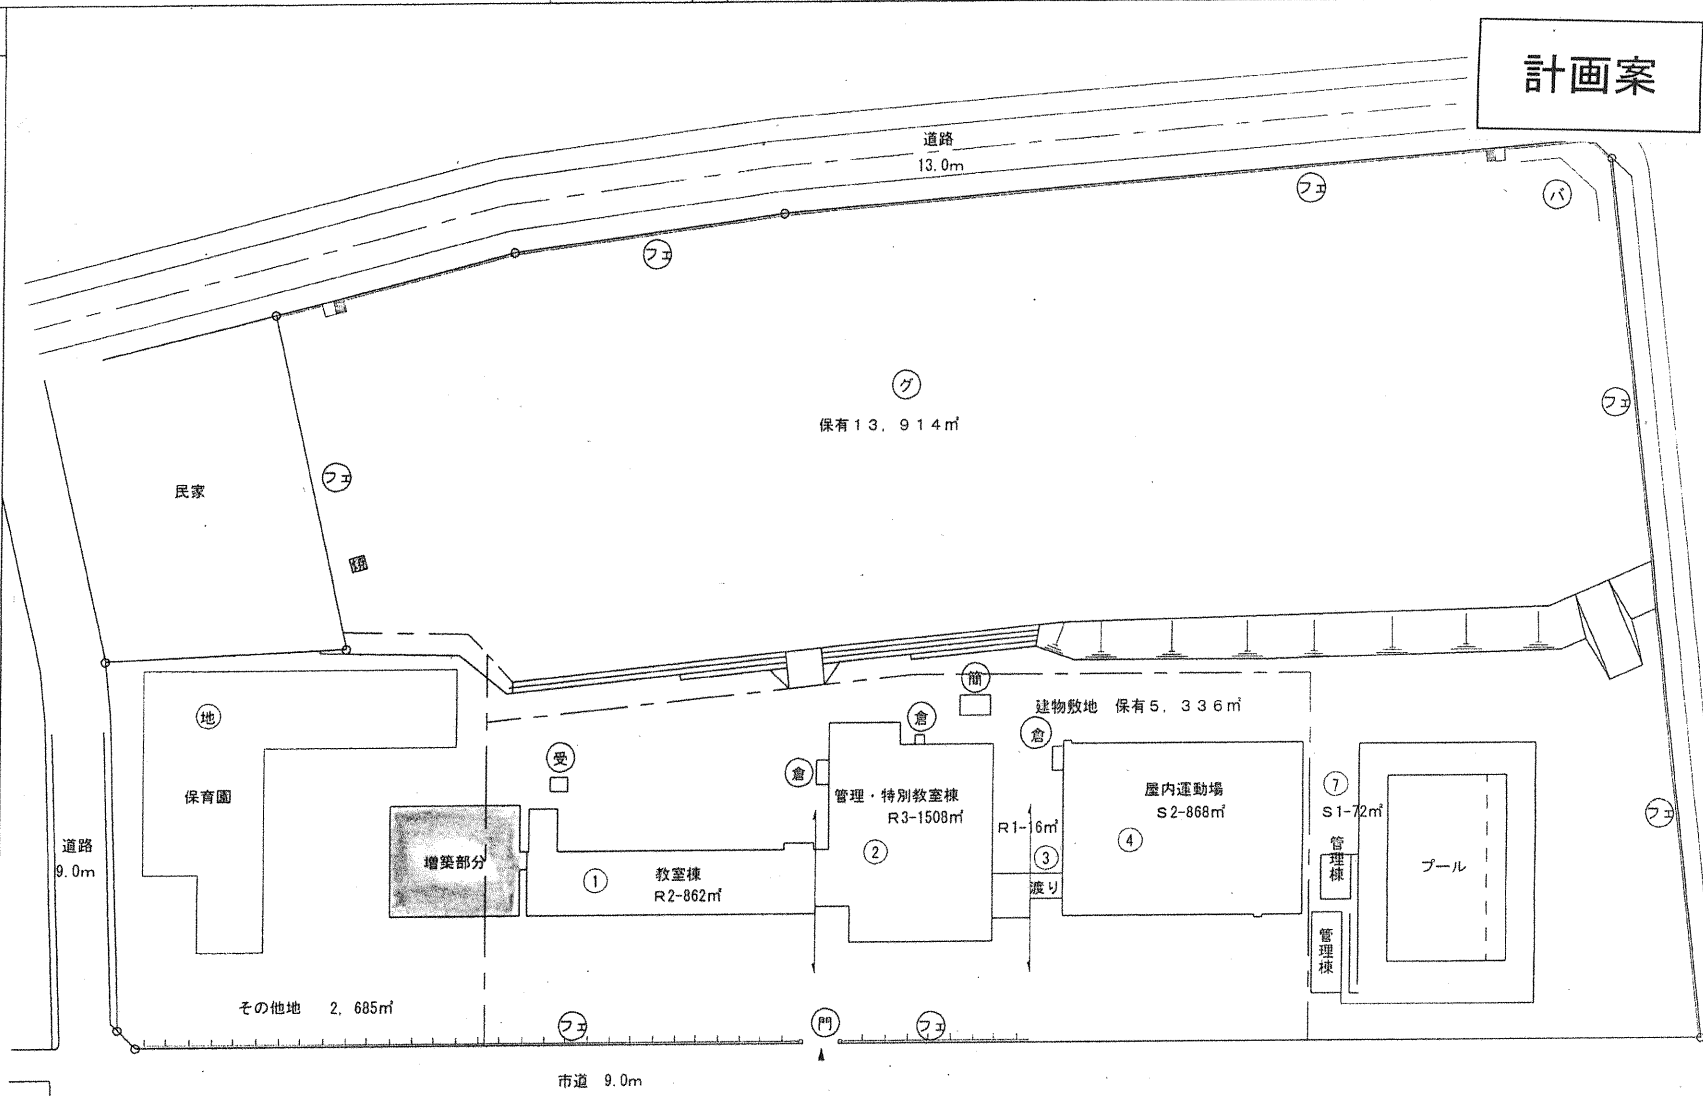 計画案
道路
13.0m
フェ
バ
フェ
グ
保有13,914㎡
フェ
民家
フェ
簡
建物敷地 保有5,336㎡
地
倉
倉
受
保育園
倉
管理・特別教室棟
R3-1508㎡
屋内運動場
S2-868㎡
⑦
S1-72㎡
フェ
道路
9.0m
増築部分
①
教室棟
R2-862㎡
②
R1-16㎡
③
渡り
④
管理棟
プール
管理棟
その他地 2,685㎡
フェ
門
フェ
市道 9.0m